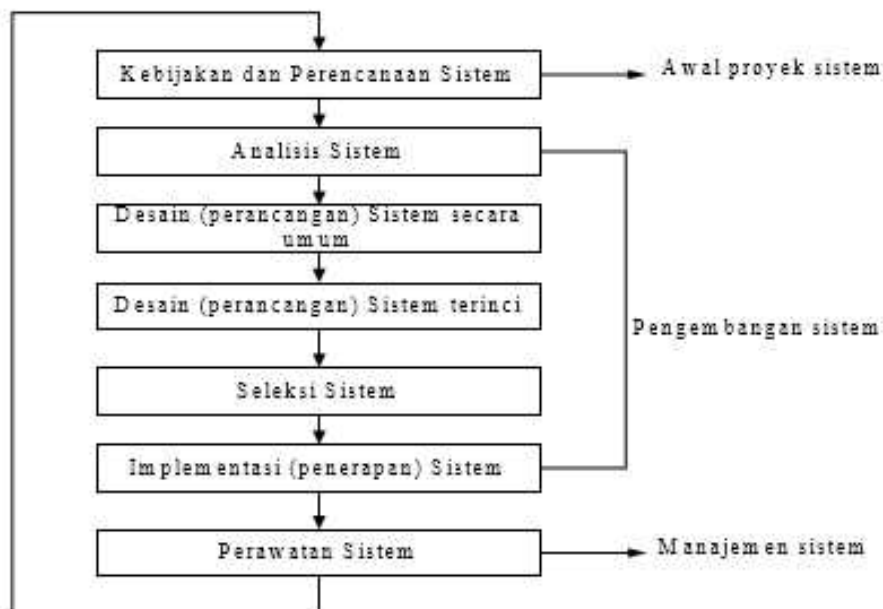 Kebijakan dan Perencanaan Sistem
Awal proyek sistem
Analisis Sistem
Desain (perancangan) Sistem secara
umum
Desain (perancangan) Sistem terinci
Pengembangan sistem
Seleksi Sistem
Implementasi (penerapan) Sistem
Perawatan Sistem
Manajemen sistem